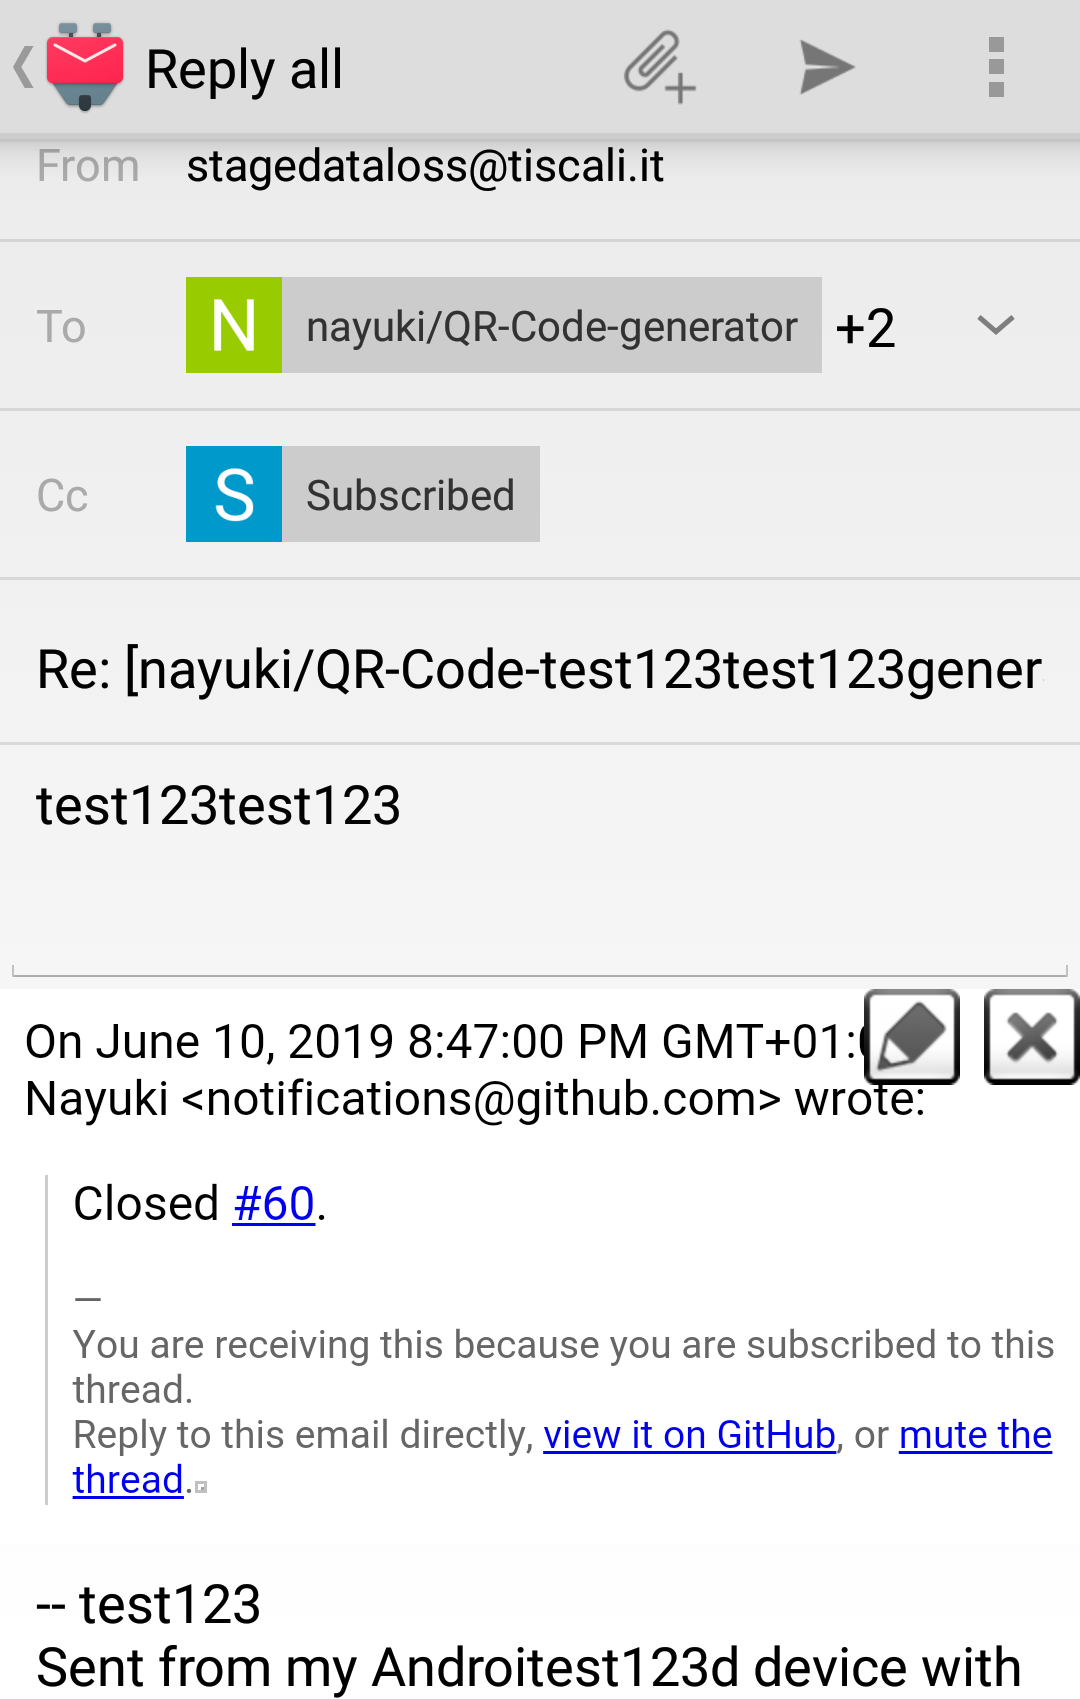 Reply all
From stagedataloss@tiscali.it
To N nayuki/QR-Code-generator +2
Cc S Subscribed
Re: [nayuki/QR-Code-test123test123gener
test123test123
On June 10, 2019 8:47:00 PM GMT+01:
Nayuki <notifications@github.com> wrote:
Closed #60.
—
You are receiving this because you are subscribed to this
thread.
Reply to this email directly, view it on GitHub, or mute the
thread.
-- test123
Sent from my Androitest123d device with